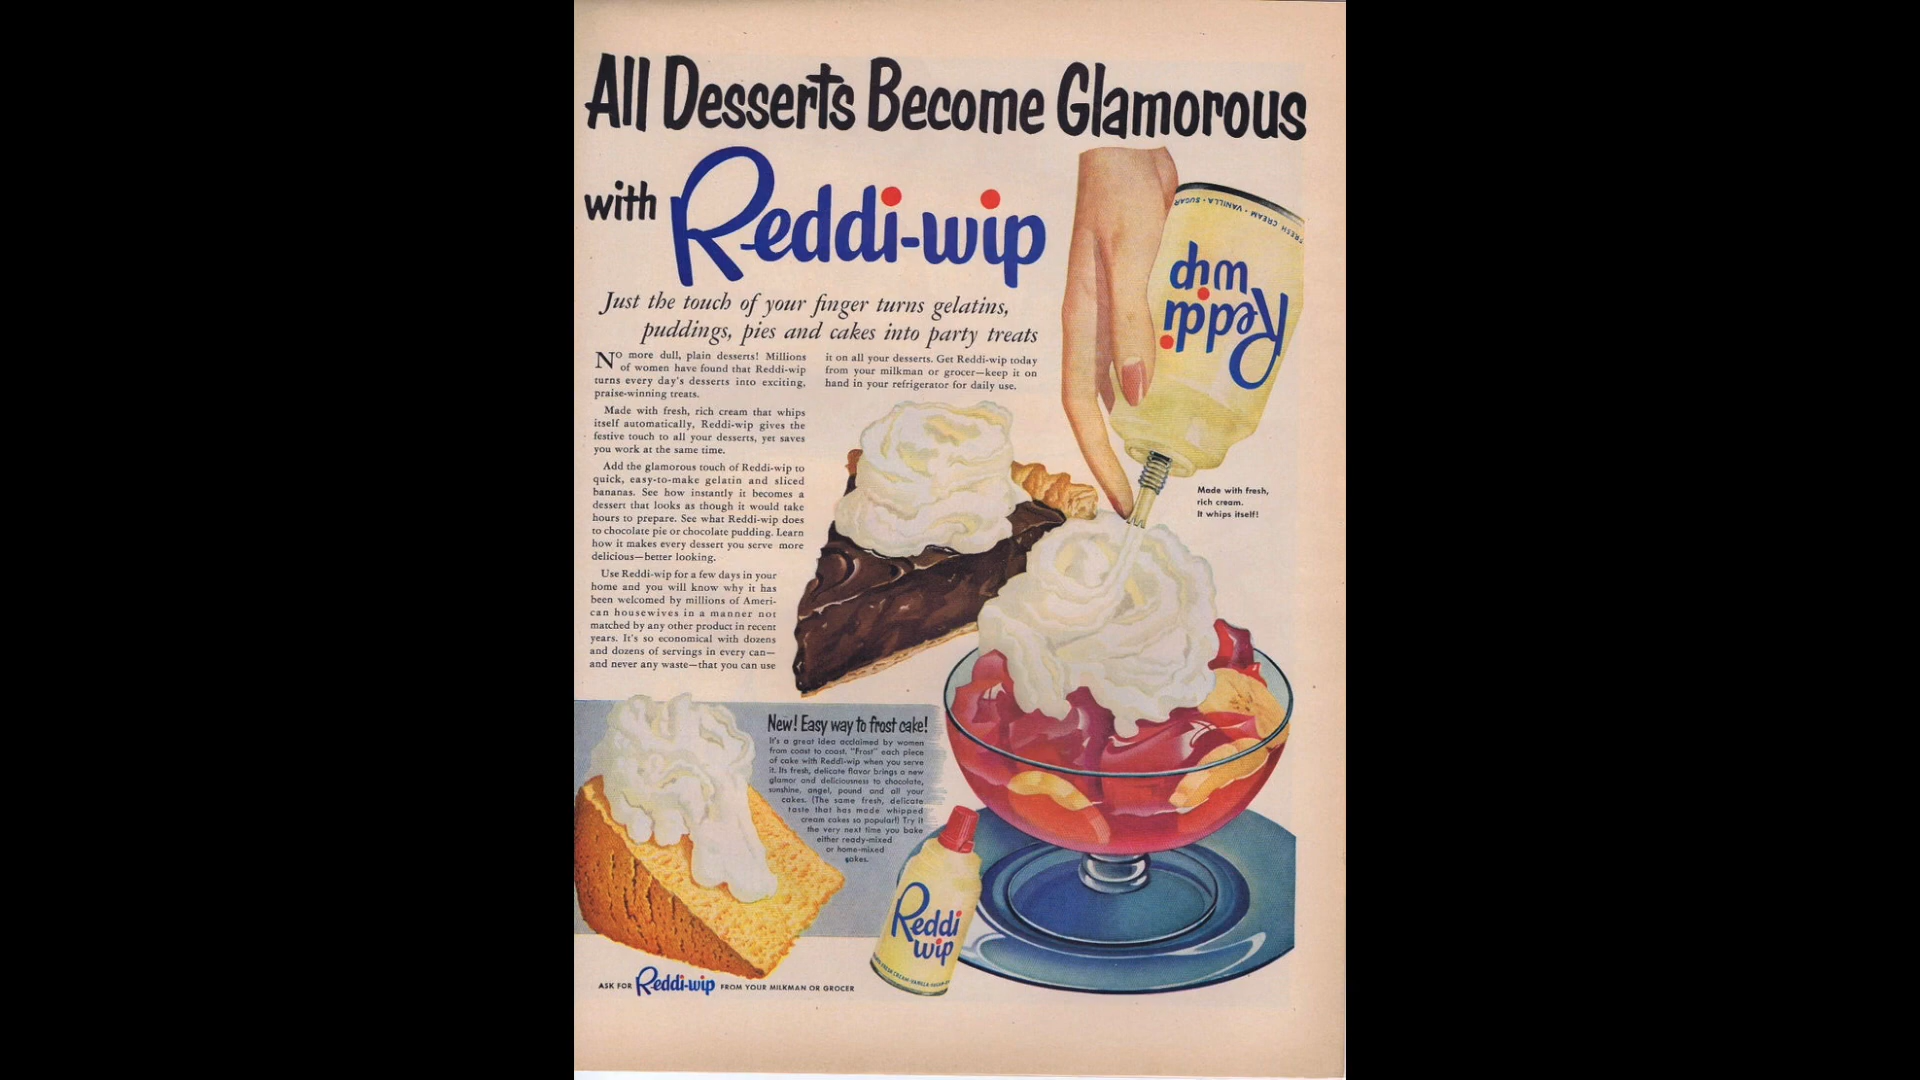 All Desserts Become Glamorous
with Reddi-wip
Just the touch of your finger turns gelatins,
puddings, pies and cakes into party treats
No more dull, plain desserts! Millions
of women have found that Reddi-wip
turns every day's desserts into exciting,
praise-winning treats.
Made with fresh, rich cream that whips
itself automatically, Reddi-wip gives the
festive touch to all your desserts, yet saves
you work at the same time.
Add the glamorous touch of Reddi-wip to
quick, easy-to-make gelatin and sliced
bananas. See how instantly it becomes a
dessert that looks as though it would take
hours to prepare. See what Reddi-wip does
to chocolate pie or chocolate pudding. Learn
how it makes every dessert you serve more
delicious—better looking.
Use Reddi-wip for a few days in your
home and you will know why it has
been welcomed by millions of Ameri-
can housewives in a manner not
matched by any other product in recent
years. It's so economical with dozens
and dozens of servings in every can—
and never any waste—that you can use
it on all your desserts. Get Reddi-wip today
from your milkman or grocer—keep it on
hand in your refrigerator for daily use.
FRESH CREAM • VANILLA • SUGAR
Reddi
wip
Made with fresh,
rich cream.
It whips itself!
New! Easy way to frost cake!
It's a great idea acclaimed by women
from coast to coast. "Frost" each piece
of cake with Reddi-wip when you serve
it. Its fresh, delicate flavor brings a new
glamor and deliciousness to chocolate,
sunshine, angel, pound and all your
cakes. (The same fresh, delicate
taste that has made whipped
cream cakes so popular!) Try it
the very next time you bake
either ready-mixed
or home-mixed
cakes.
Reddi
wip
FRESH CREAM • VANILLA
ASK FOR Reddi-wip FROM YOUR MILKMAN OR GROCER